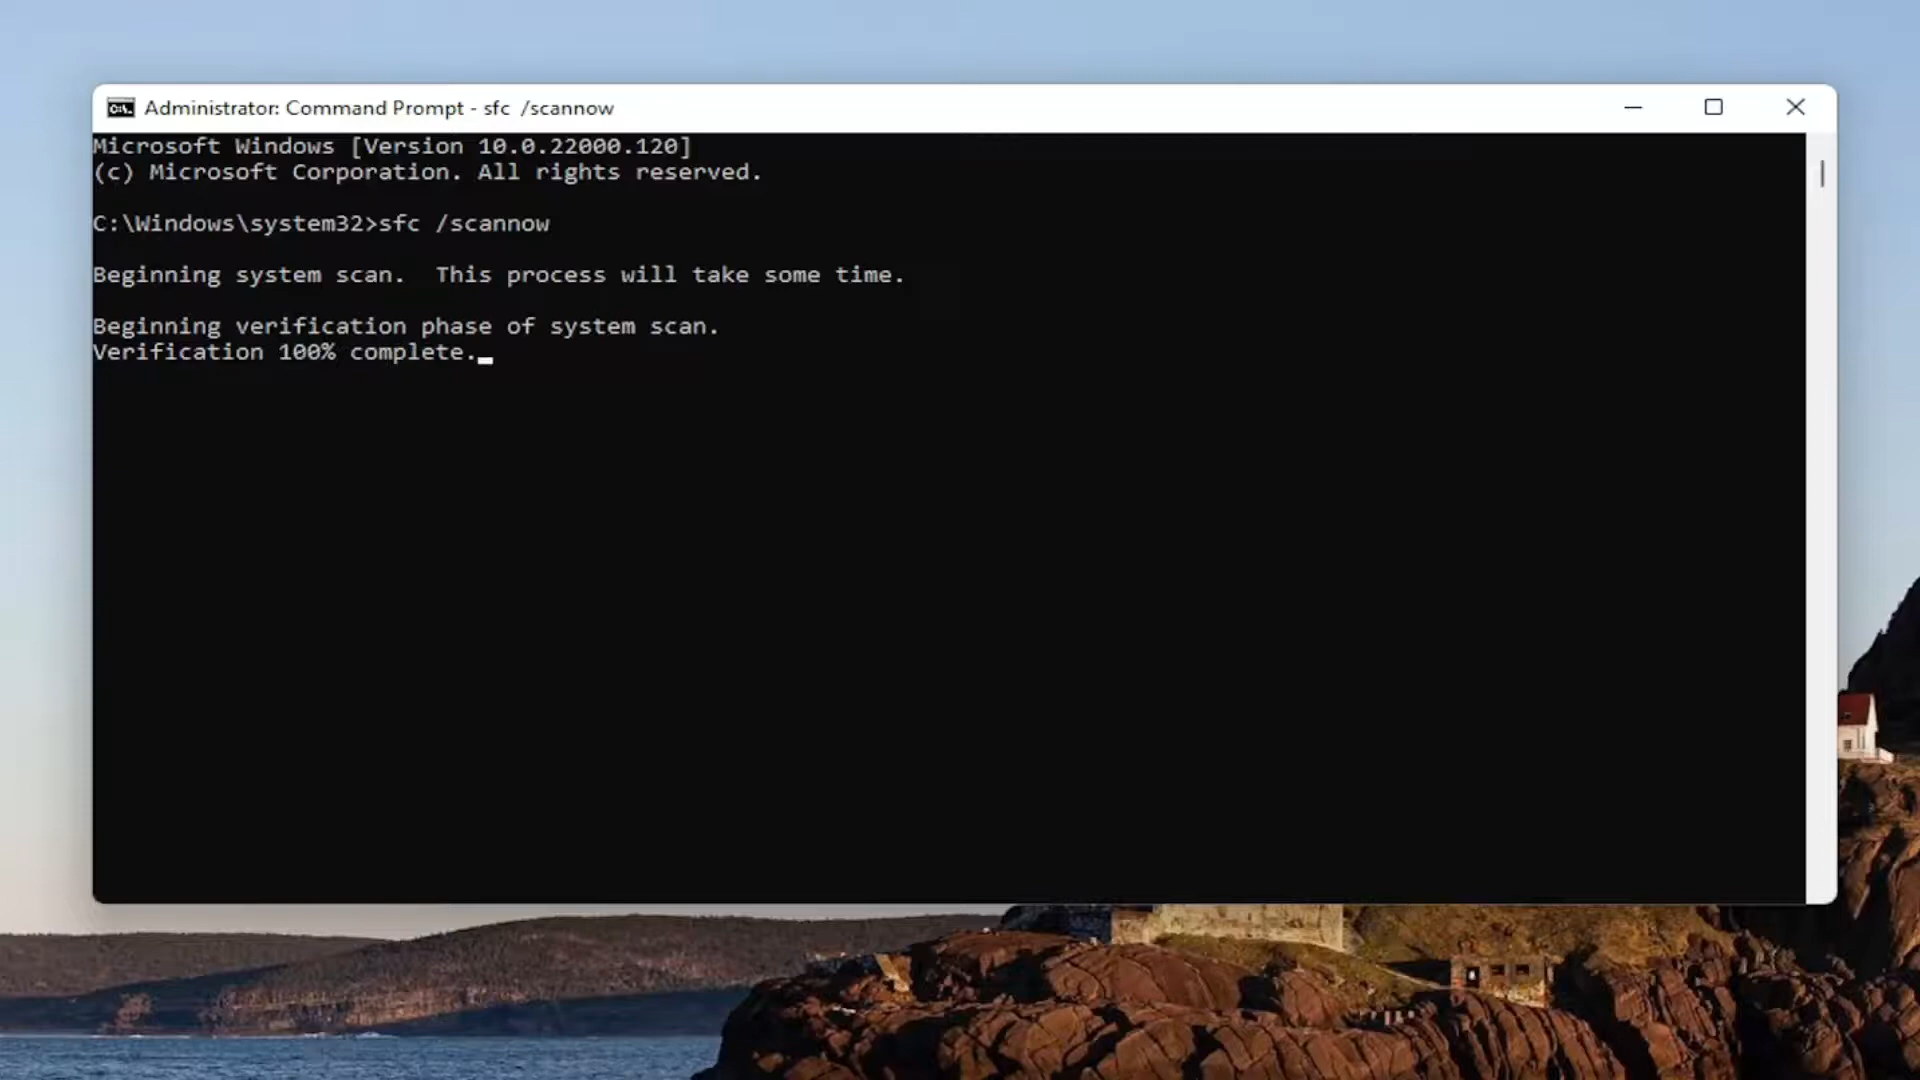 Administrator: Command Prompt - sfc  /scannow
Microsoft Windows [Version 10.0.22000.120]
(c) Microsoft Corporation. All rights reserved.
C:\Windows\system32>sfc /scannow
Beginning system scan.  This process will take some time.
Beginning verification phase of system scan.
Verification 100% complete.